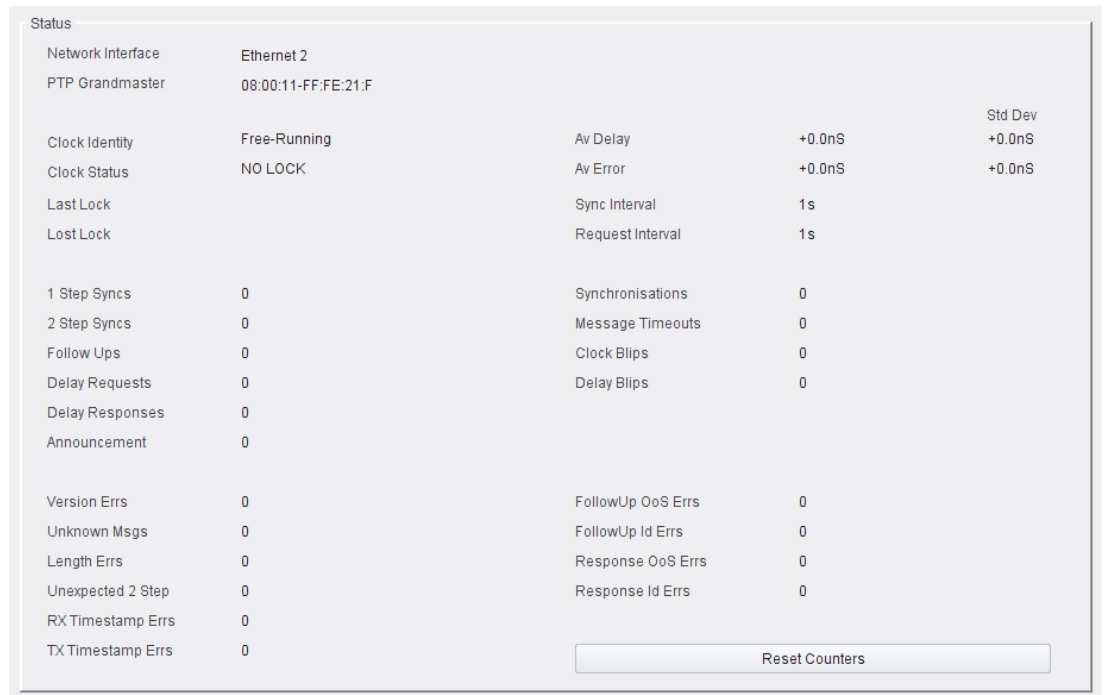 Status
Network Interface Ethernet 2
PTP Grandmaster 08:00:11-FF:FE:21:F
Std Dev
Clock Identity Free-Running Av Delay +0.0nS +0.0nS
Clock Status NO LOCK Av Error +0.0nS +0.0nS
Last Lock Sync Interval 1s
Lost Lock Request Interval 1s
1 Step Syncs 0 Synchronisations 0
2 Step Syncs 0 Message Timeouts 0
Follow Ups 0 Clock Blips 0
Delay Requests 0 Delay Blips 0
Delay Responses 0
Announcement 0
Version Errs 0 FollowUp OoS Errs 0
Unknown Msgs 0 FollowUp Id Errs 0
Length Errs 0 Response OoS Errs 0
Unexpected 2 Step 0 Response Id Errs 0
RX Timestamp Errs 0
TX Timestamp Errs 0 Reset Counters